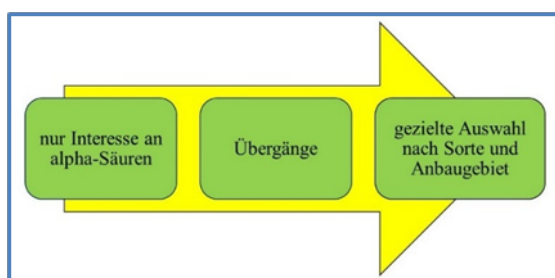 nur Interesse an
alpha-Säuren
Übergänge
gezielte Auswahl
nach Sorte und
Anbaugebiet